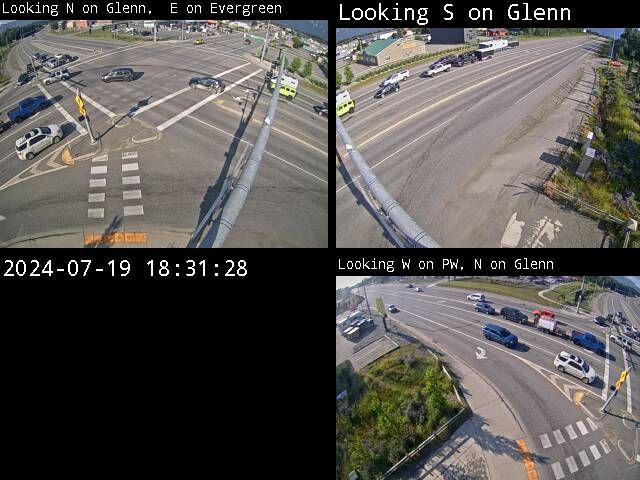 Looking N on Glenn, E on Evergreen
Looking S on Glenn
2024-07-19 18:31:28
Looking W on PW, N on Glenn